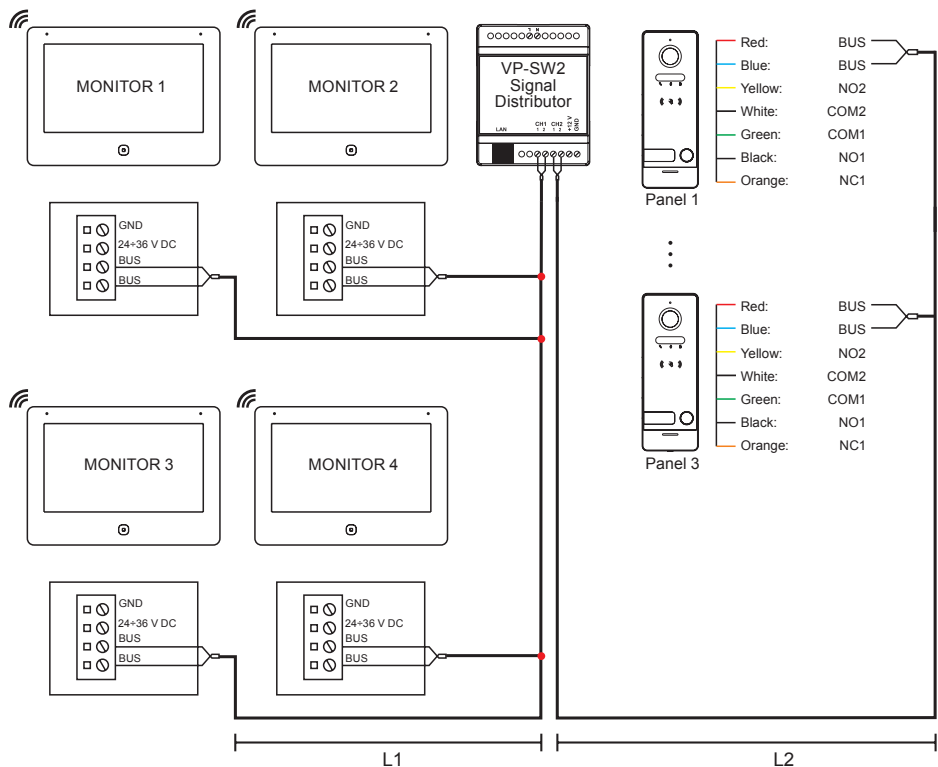 MONITOR 1
MONITOR 2
L N
VP-SW2
Signal
Distributor
LAN
CH1 CH2
1 2 1 2
+12 V
GND
Red: BUS
Blue: BUS
Yellow: NO2
White: COM2
Green: COM1
Black: NO1
Orange: NC1
Panel 1
GND
24÷36 V DC
BUS
BUS
GND
24÷36 V DC
BUS
BUS
Red: BUS
Blue: BUS
Yellow: NO2
White: COM2
Green: COM1
Black: NO1
Orange: NC1
Panel 3
MONITOR 3
MONITOR 4
GND
24÷36 V DC
BUS
BUS
GND
24÷36 V DC
BUS
BUS
L1
L2